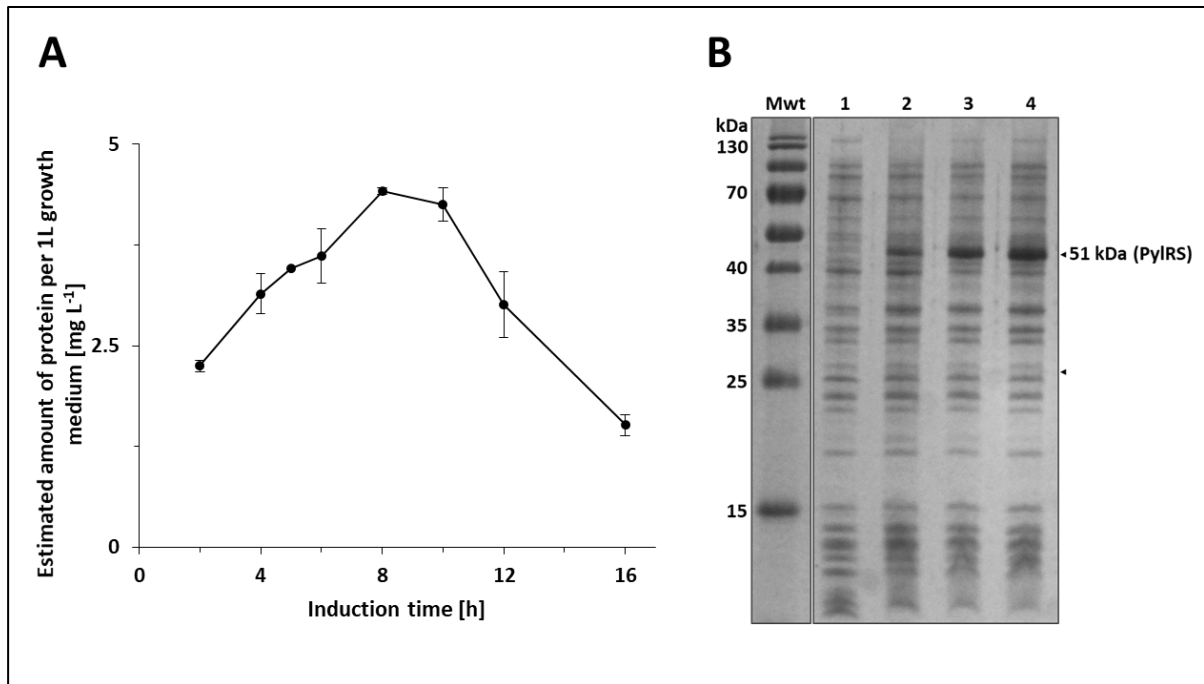 A
Estimated amount of protein per 1L growth
medium [mg L⁻¹]
5
2.5
0
0 4 8 12 16
Induction time [h]
B
Mwt 1 2 3 4
kDa
130
70
40
35
25
15
51 kDa (PylRS)